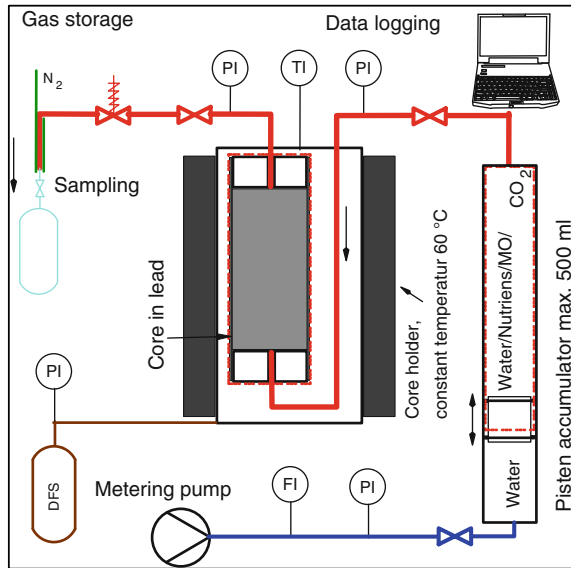 Gas storage
Data logging
PI
TI
PI
N2
Sampling
CO2
Water/Nutriens/MO/
Core in lead
Core holder,
constant temperatur 60 °C
Pisten accumulator max. 500 ml
PI
DFS
Metering pump
FI
PI
Water